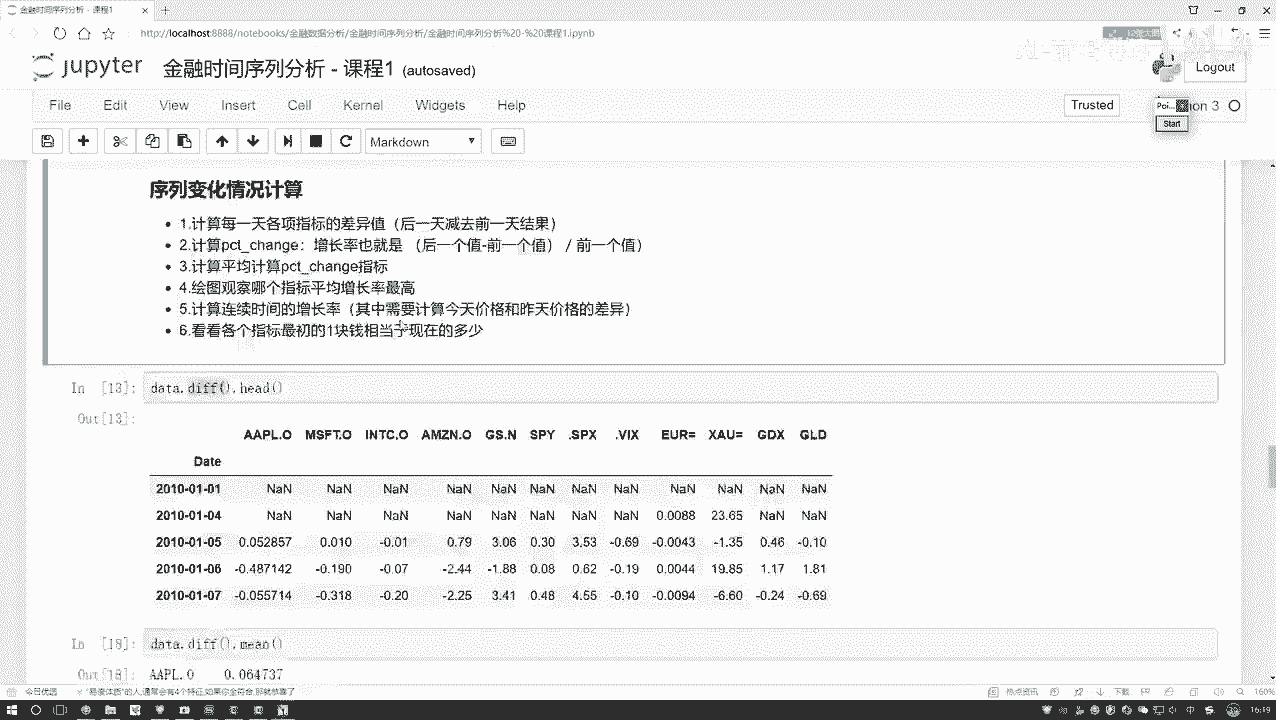 金融时间序列分析 - 课程1
http://localhost:8888/notebooks/金融数据分析/金融时间序列分析/金融时间序列分析%20-%20课程1.ipynb
jupyter 金融时间序列分析 - 课程1 (autosaved)
Logout
File Edit View Insert Cell Kernel Widgets Help
Trusted
Start
Markdown
序列变化情况计算
• 1.计算每一天各项指标的差异值（后一天减去前一天结果）
• 2.计算pct_change：增长率也就是 （后一个值-前一个值） / 前一个值）
• 3.计算平均计算pct_change指标
• 4.绘图观察哪个指标平均增长率最高
• 5.计算连续时间的增长率（其中需要计算今天价格和昨天价格的差异）
• 6.看看各个指标最初的1块钱相当于现在的多少
In [13]: data.diff().head()
Out[13]:
AAPL.O MSFT.O INTC.O AMZN.O GS.N SPY .SPX .VIX EUR= XAU= GDX GLD
Date
2010-01-01 NaN NaN NaN NaN NaN NaN NaN NaN NaN NaN NaN NaN
2010-01-04 NaN NaN NaN NaN NaN NaN NaN NaN 0.0088 23.65 NaN NaN
2010-01-05 0.052857 0.010 -0.01 0.79 3.06 0.30 3.53 -0.69 -0.0043 -1.35 0.46 -0.10
2010-01-06 -0.487142 -0.190 -0.07 -2.44 -1.88 0.08 0.62 -0.19 0.0044 19.85 1.17 1.81
2010-01-07 -0.055714 -0.318 -0.20 -2.25 3.41 0.48 4.55 -0.10 -0.0094 -6.60 -0.24 -0.69
In [18]: data.diff().mean()
Out[18]: AAPL.O 0.064737
今日优选
热点资讯 下载 160%
16:19